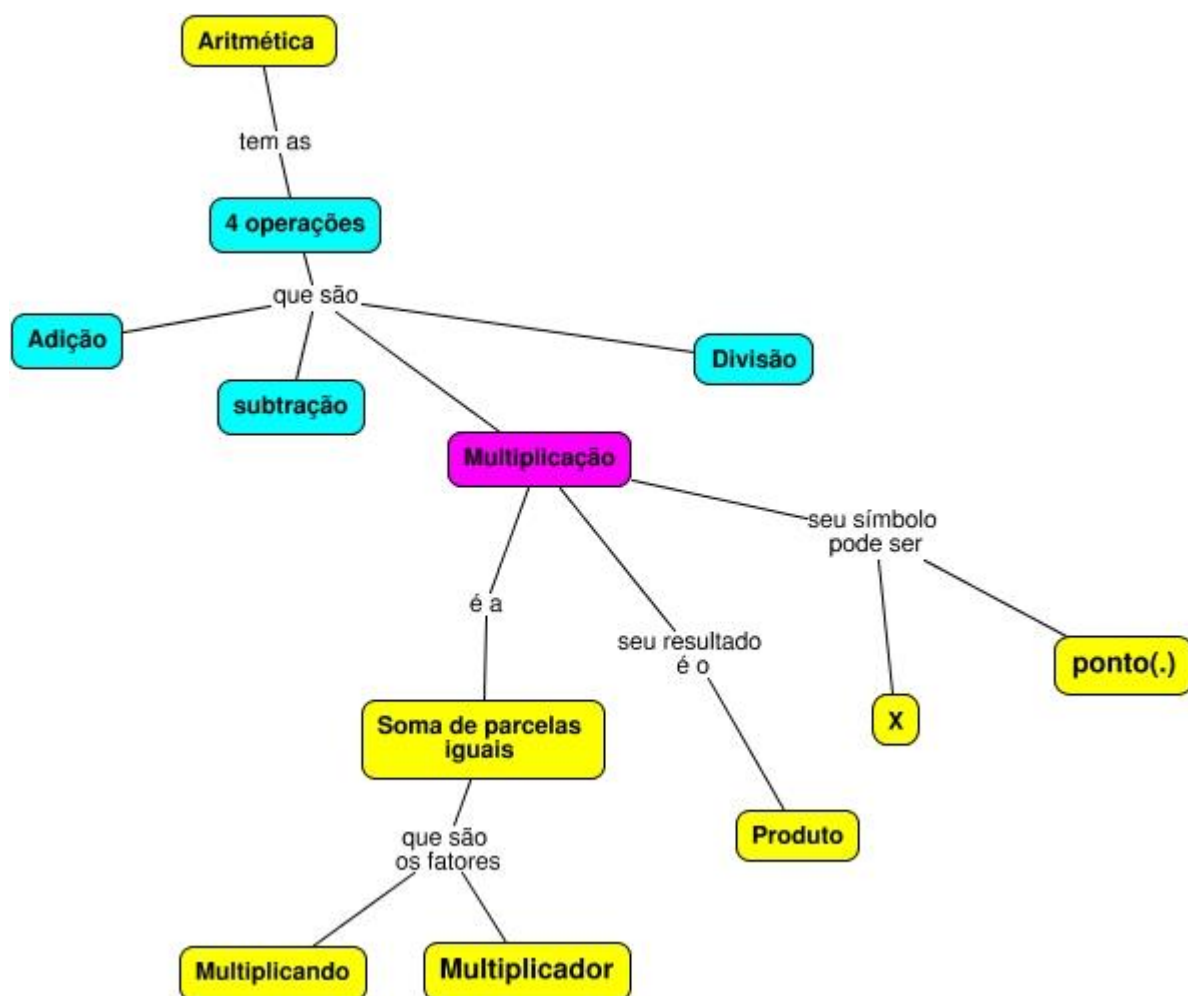 Aritmética
tem as
4 operações
que são
Adição
subtração
Divisão
Multiplicação
seu símbolo
pode ser
é a
seu resultado
é o
ponto(.)
X
Soma de parcelas
iguais
Produto
que são
os fatores
Multiplicando
Multiplicador